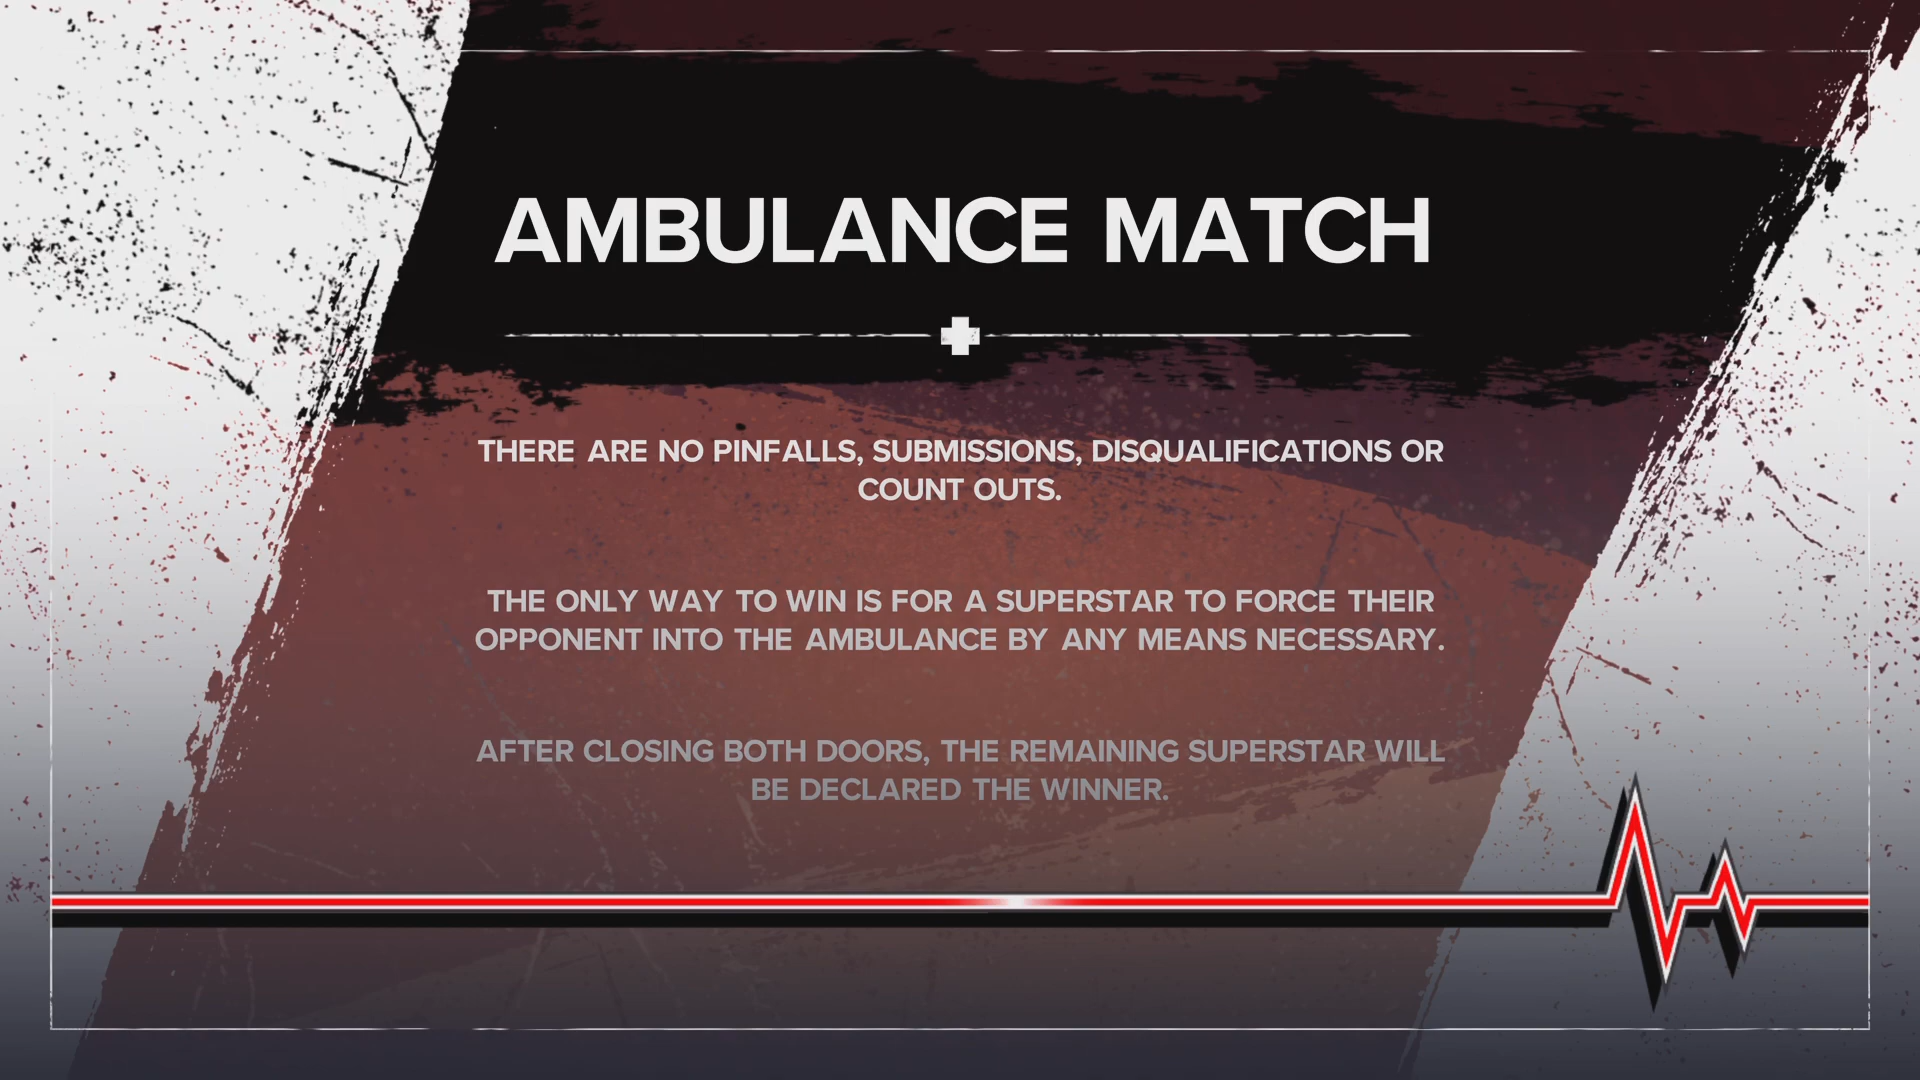 AMBULANCE MATCH
THERE ARE NO PINFALLS, SUBMISSIONS, DISQUALIFICATIONS OR
COUNT OUTS.
THE ONLY WAY TO WIN IS FOR A SUPERSTAR TO FORCE THEIR
OPPONENT INTO THE AMBULANCE BY ANY MEANS NECESSARY.
AFTER CLOSING BOTH DOORS, THE REMAINING SUPERSTAR WILL
BE DECLARED THE WINNER.